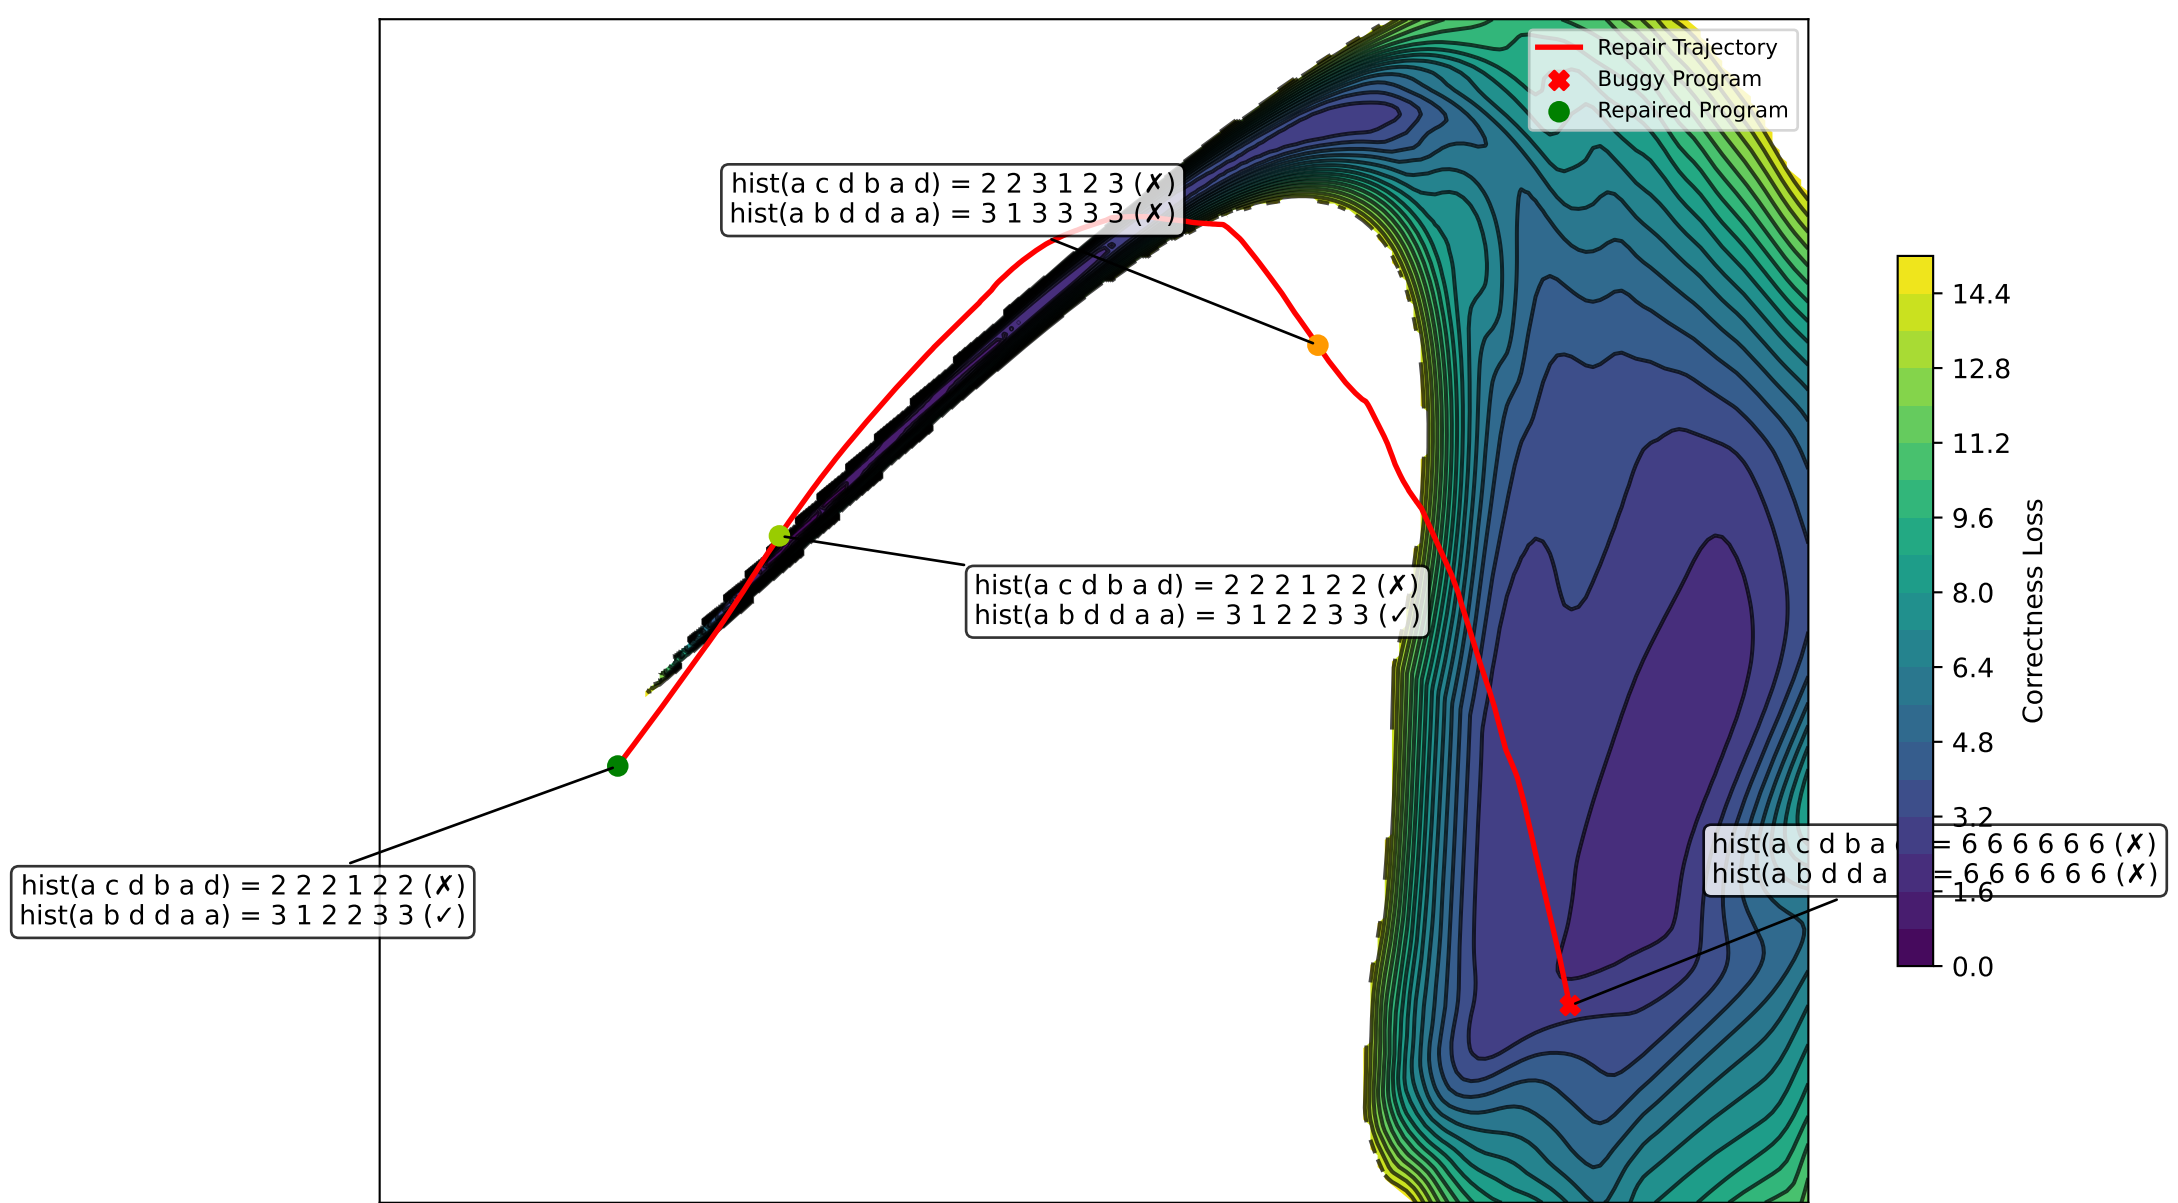 Repair Trajectory
Buggy Program
Repaired Program
hist(a c d b a d) = 2 2 3 1 2 3 (✗)
hist(a b d d a a) = 3 1 3 3 3 3 (✗)
hist(a c d b a d) = 2 2 2 1 2 2 (✗)
hist(a b d d a a) = 3 1 2 2 3 3 (✓)
hist(a c d b a d) = 2 2 2 1 2 2 (✗)
hist(a b d d a a) = 3 1 2 2 3 3 (✓)
hist(a c d b a = 6 6 6 6 6 6 (✗)
hist(a b d d a = 6 6 6 6 6 6 (✗)
14.4
12.8
11.2
9.6
8.0
6.4
4.8
3.2
1.6
0.0
Correctness Loss